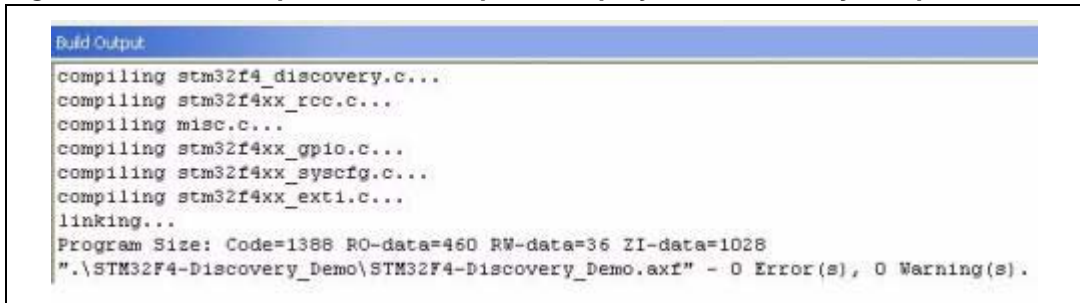 Build Output
compiling stm32f4_discovery.c...
compiling stm32f4xx_rcc.c...
compiling misc.c...
compiling stm32f4xx_gpio.c...
compiling stm32f4xx_syscfg.c...
compiling stm32f4xx_exti.c...
linking...
Program Size: Code=1388 RO-data=460 RW-data=36 ZI-data=1028
".\STM32F4-Discovery_Demo\STM32F4-Discovery_Demo.axf" - 0 Error(s), 0 Warning(s).